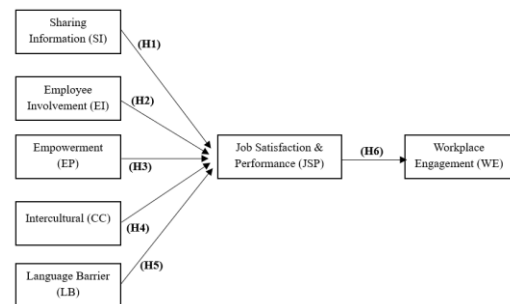 Sharing
Information (SI)
(H1)
Employee
Involvement (EI)
(H2)
Empowerment
(EP)
(H3)
Job Satisfaction &
Performance (JSP)
(H6)
Workplace
Engagement (WE)
Intercultural (CC)
(H4)
(H5)
Language Barrier
(LB)